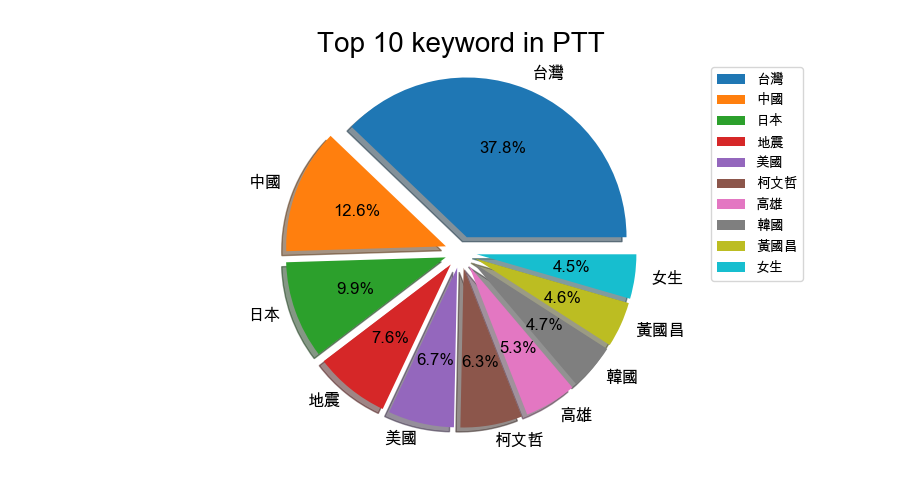 Top 10 keyword in PTT
台灣
37.8%
中國
12.6%
日本
9.9%
地震
7.6%
美國
6.7%
柯文哲
6.3%
高雄
5.3%
韓國
4.7%
黃國昌
4.6%
女生
4.5%
台灣
中國
日本
地震
美國
柯文哲
高雄
韓國
黃國昌
女生